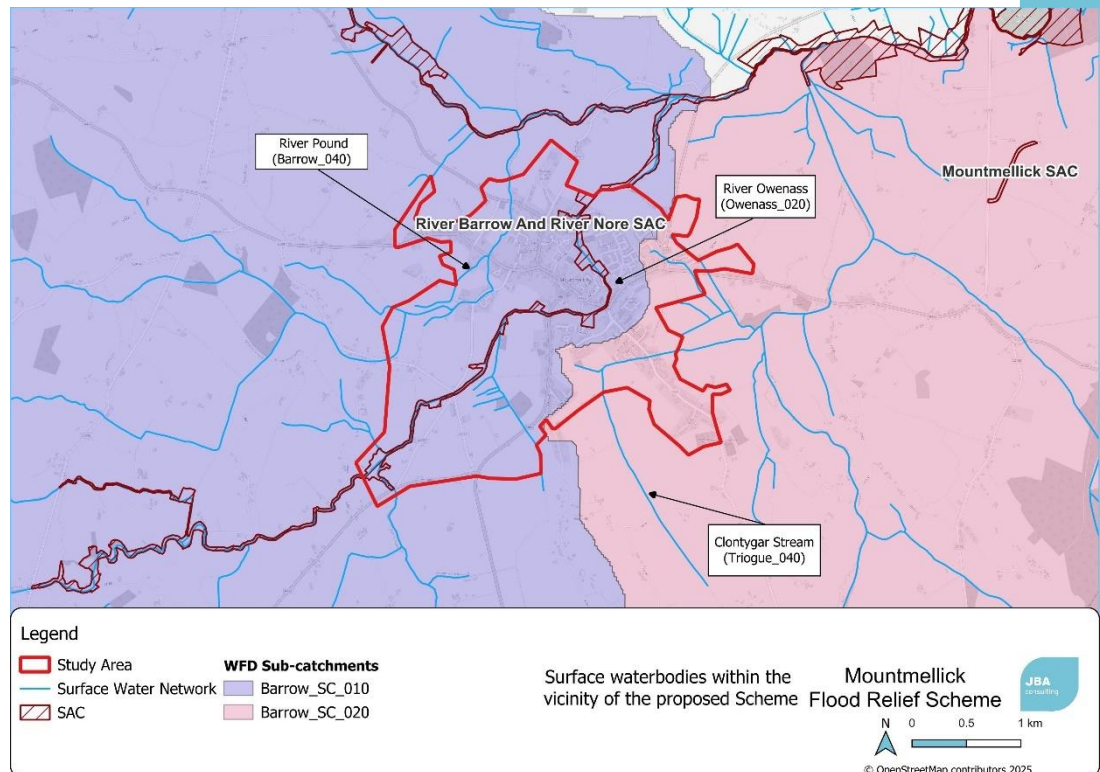 River Pound
(Barrow_040)
Mountmellick SAC
River Owenass
(Owenass_020)
River Barrow And River Nore SAC
Clontygar Stream
(Triogue_040)
Legend
Study Area
Surface Water Network
SAC
WFD Sub-catchments
Barrow_SC_010
Barrow_SC_020
Surface waterbodies within the
vicinity of the proposed Scheme
Mountmellick
Flood Relief Scheme
JBA
consulting
N
0 0.5 1 km
© OpenStreetMap contributors 2025